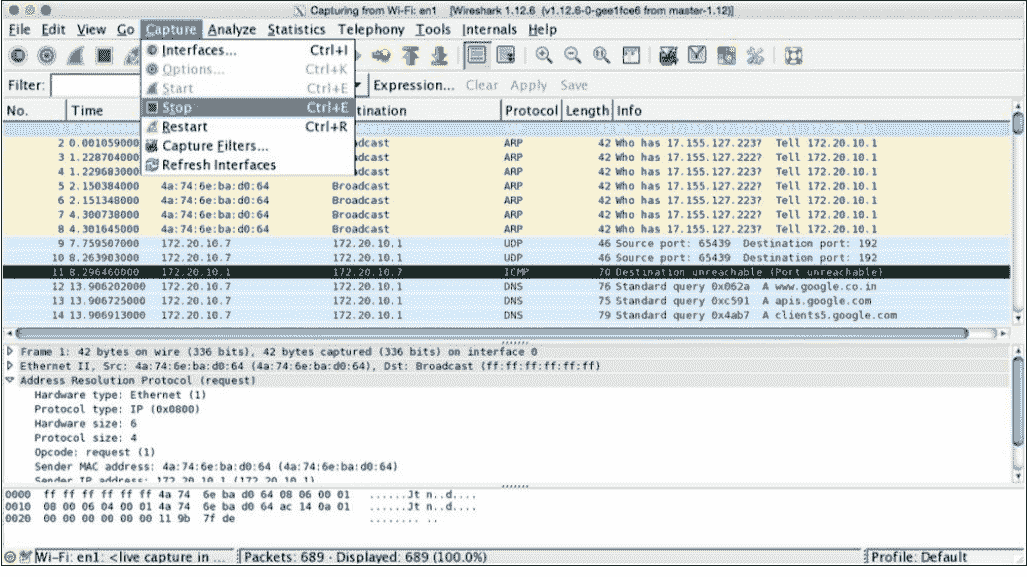 Capturing from Wi-Fi: en1 [Wireshark 1.12.6 (v1.12.6-0-gee1fce6 from master-1.12)]
File Edit View Go Capture Analyze Statistics Telephony Tools Internals Help
Interfaces... Ctrl+I
Options... Ctrl+K
Start Ctrl+E
Stop Ctrl+E
Restart Ctrl+R
Capture Filters...
Refresh Interfaces
Filter: Expression... Clear Apply Save
No. Time tination Protocol Length Info
2 0.001059000 dcast ARP 42 Who has 17.155.127.223? Tell 172.20.10.1
3 1.228704000 dcast ARP 42 Who has 17.155.127.222? Tell 172.20.10.1
4 1.229683000 dcast ARP 42 Who has 17.155.127.223? Tell 172.20.10.1
5 2.150384000 4a:74:6e:ba:d0:64 Broadcast ARP 42 Who has 17.155.127.222? Tell 172.20.10.1
6 2.151348000 4a:74:6e:ba:d0:64 Broadcast ARP 42 Who has 17.155.127.223? Tell 172.20.10.1
7 4.300738000 4a:74:6e:ba:d0:64 Broadcast ARP 42 Who has 17.155.127.222? Tell 172.20.10.1
8 4.301645000 4a:74:6e:ba:d0:64 Broadcast ARP 42 Who has 17.155.127.223? Tell 172.20.10.1
9 7.759507000 172.20.10.7 172.20.10.1 UDP 46 Source port: 65439 Destination port: 192
10 8.263903000 172.20.10.7 172.20.10.1 UDP 46 Source port: 65439 Destination port: 192
11 8.296460000 172.20.10.1 172.20.10.7 ICMP 70 Destination unreachable (Port unreachable)
12 13.906202000 172.20.10.7 172.20.10.1 DNS 76 Standard query 0x062a A www.google.co.in
13 13.906725000 172.20.10.7 172.20.10.1 DNS 75 Standard query 0xc591 A apis.google.com
14 13.906913000 172.20.10.7 172.20.10.1 DNS 79 Standard query 0x4ab7 A clients5.google.com
Frame 1: 42 bytes on wire (336 bits), 42 bytes captured (336 bits) on interface 0
Ethernet II, Src: 4a:74:6e:ba:d0:64 (4a:74:6e:ba:d0:64), Dst: Broadcast (ff:ff:ff:ff:ff:ff)
Address Resolution Protocol (request)
Hardware type: Ethernet (1)
Protocol type: IP (0x0800)
Hardware size: 6
Protocol size: 4
Opcode: request (1)
Sender MAC address: 4a:74:6e:ba:d0:64 (4a:74:6e:ba:d0:64)
Sender IP address: 172.20.10.1 (172.20.10.1)
0000 ff ff ff ff ff ff 4a 74 6e ba d0 64 08 06 00 01 ......Jt n..d....
0010 08 00 06 04 00 01 4a 74 6e ba d0 64 ac 14 0a 01 ......Jt n..d....
0020 00 00 00 00 00 00 11 9b 7f de ........ ..
Wi-Fi: en1: <live capture in ... Packets: 689 · Displayed: 689 (100.0%) Profile: Default